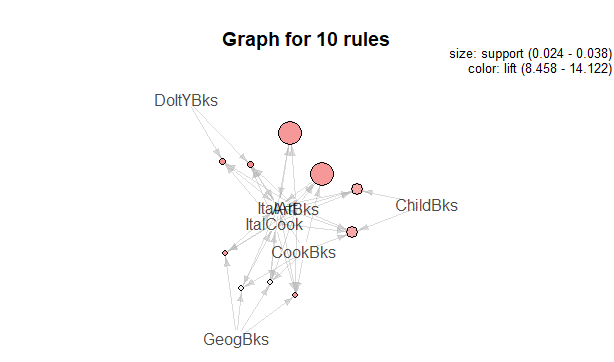 Graph for 10 rules
size: support (0.024 - 0.038)
color: lift (8.458 - 14.122)
DoItYBks
ItalArtBks
ChildBks
ItalCook
CookBks
GeogBks